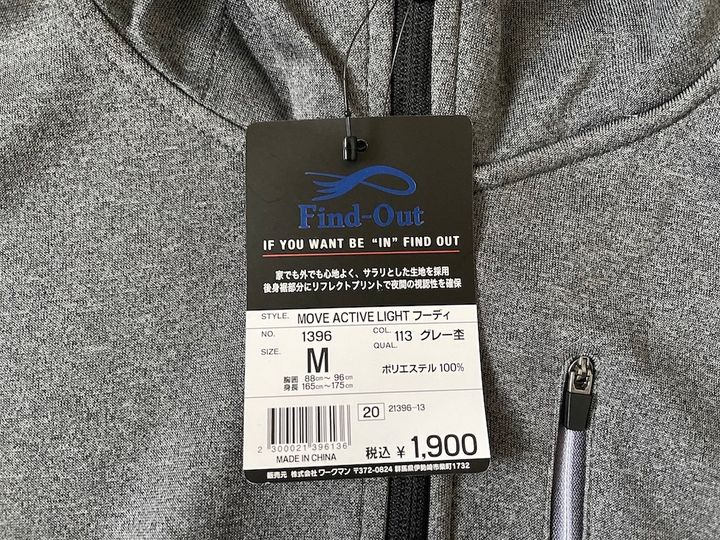 Find-Out
IF YOU WANT BE “IN” FIND OUT
家でも外でも心地よく、サラリとした生地を採用
後身裾部分にリフレクトプリントで夜間の視認性を確保
STYLE. MOVE ACTIVE LIGHT フーディ
NO. 1396 COL. 113 グレー杢
SIZE. M QUAL. ポリエステル 100%
胸囲 88cm～ 96cm
身長 165cm～175cm
20 21396-13
2 300021 396136
MADE IN CHINA
税込 ¥1,900
販売元 株式会社 ワークマン 〒372-0824 群馬県伊勢崎市柴町1732